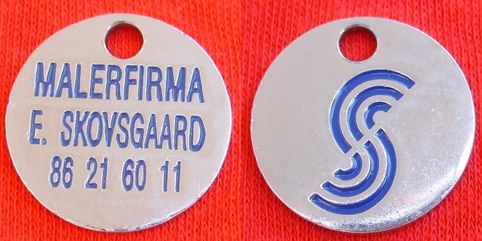 MALERFIRMA
E. SKOVSGAARD
86 21 60 11